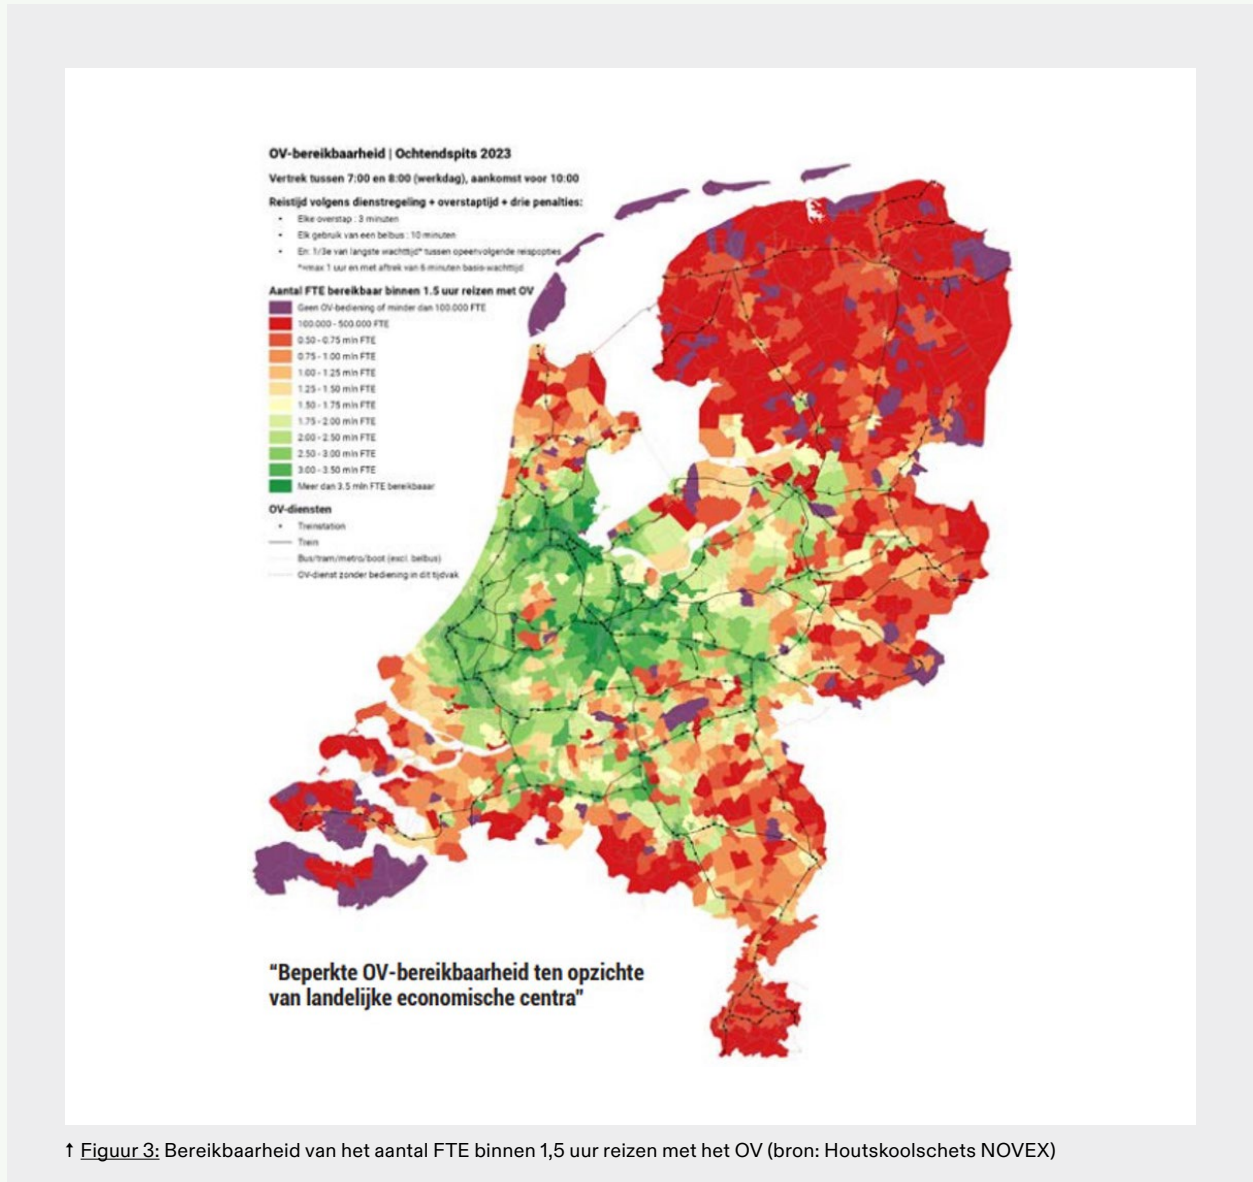 OV-bereikbaarheid | Ochtendspits 2023
Vertrek tussen 7:00 en 8:00 (werkdag), aankomst voor 10:00
Reistijd volgens dienstregeling + overstaptijd + drie penalties:
• Elke overstap : 3 minuten
• Elk gebruik van een belbus : 10 minuten
• En: 1/3e van langste wachttijd* tussen opeenvolgende reisopties
*=max 1 uur en met aftrek van 6 minuten basis-wachttijd
Aantal FTE bereikbaar binnen 1.5 uur reizen met OV
Geen OV-bediening of minder dan 100.000 FTE
100.000 - 500.000 FTE
0.50 - 0.75 mln FTE
0.75 - 1.00 mln FTE
1.00 - 1.25 mln FTE
1.25 - 1.50 mln FTE
1.50 - 1.75 mln FTE
1.75 - 2.00 mln FTE
2.00 - 2.50 mln FTE
2.50 - 3.00 mln FTE
3.00 - 3.50 mln FTE
Meer dan 3.5 mln FTE bereikbaaar
OV-diensten
Treinstation
Trein
Bus/tram/metro/boot (excl. belbus)
OV-dienst zonder bediening in dit tijdvak
“Beperkte OV-bereikbaarheid ten opzichte
van landelijke economische centra”
↑ Figuur 3: Bereikbaarheid van het aantal FTE binnen 1,5 uur reizen met het OV (bron: Houtskoolschets NOVEX)